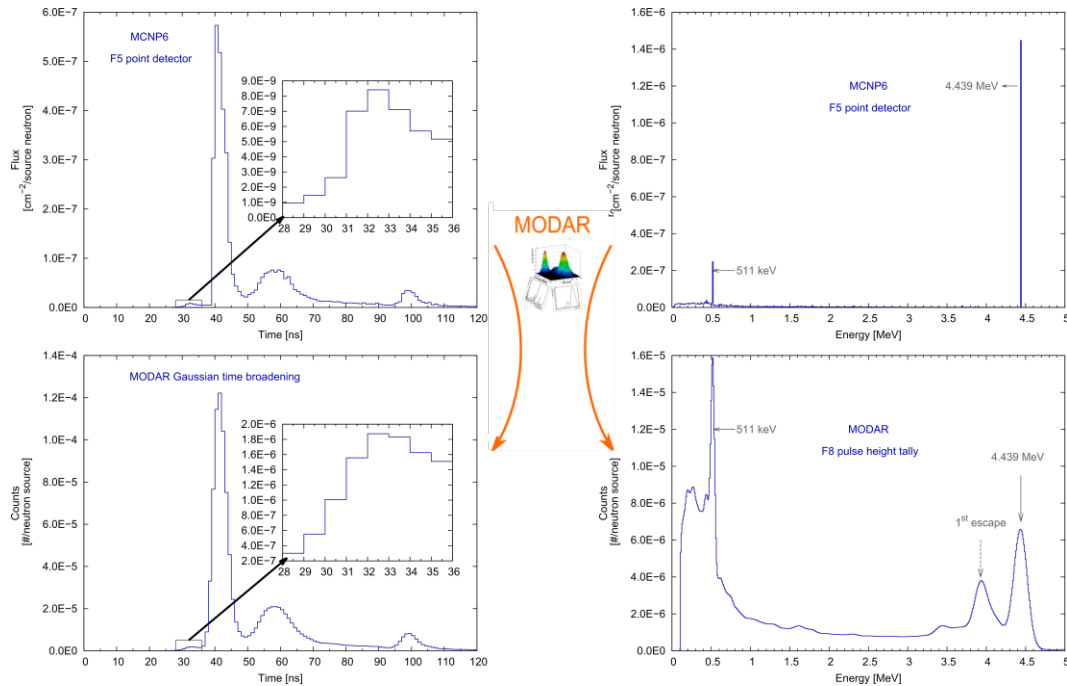 6.0E−7
5.0E−7
4.0E−7
3.0E−7
2.0E−7
1.0E−7
0.0E0
Flux
[cm−2/source neutron]
MCNP6
F5 point detector
9.0E−9
8.0E−9
7.0E−9
6.0E−9
5.0E−9
4.0E−9
3.0E−9
2.0E−9
1.0E−9
0.0E0
28 29 30 31 32 33 34 35 36
0 10 20 30 40 50 60 70 80 90 100 110 120
Time [ns]
MODAR
1.6E−6
1.4E−6
1.2E−6
1.0E−6
8.0E−7
6.0E−7
4.0E−7
2.0E−7
0.0E0
Flux
[cm−2/source neutron]
MCNP6
F5 point detector
4.439 MeV
511 keV
0 0.5 1 1.5 2 2.5 3 3.5 4 4.5 5
Energy [MeV]
1.4E−4
1.2E−4
1.0E−4
8.0E−5
6.0E−5
4.0E−5
2.0E−5
0.0E0
Counts
[#/neutron source]
MODAR Gaussian time broadening
2.0E−6
1.8E−6
1.6E−6
1.4E−6
1.2E−6
1.0E−6
8.0E−7
6.0E−7
4.0E−7
2.0E−7
28 29 30 31 32 33 34 35 36
0 10 20 30 40 50 60 70 80 90 100 110 120
Time [ns]
1.6E−5
1.4E−5
1.2E−5
1.0E−5
8.0E−6
6.0E−6
4.0E−6
2.0E−6
0.0E0
Counts
[#/neutron source]
511 keV
MODAR
F8 pulse height tally
4.439 MeV
1st escape
0 0.5 1 1.5 2 2.5 3 3.5 4 4.5 5
Energy [MeV]